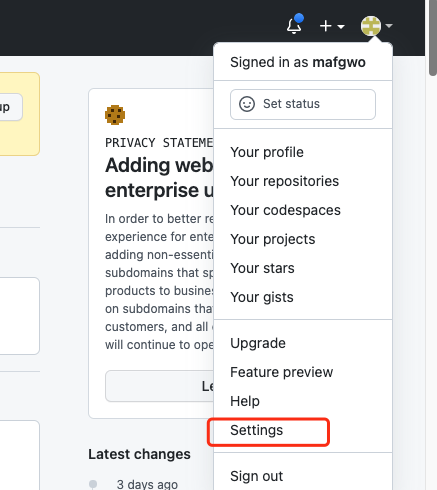 Signed in as mafgwo
Set status
Your profile
Your repositories
Your codespaces
Your projects
Your stars
Your gists
Upgrade
Feature preview
Help
Settings
Sign out
up
PRIVACY STATEME
Adding web
enterprise u
In order to better re
experience for ente
adding non-essenti
subdomains that sp
products to busines
on subdomains tha
customers, and all
will continue to ope
Le
Latest changes
3 days ago